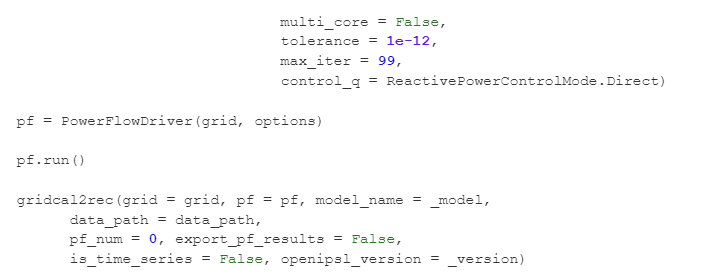 multi_core = False,
tolerance = 1e-12,
max_iter = 99,
control_q = ReactivePowerControlMode.Direct)
pf = PowerFlowDriver(grid, options)
pf.run()
gridcal2rec(grid = grid, pf = pf, model_name = _model,
data_path = data_path,
pf_num = 0, export_pf_results = False,
is_time_series = False, openipsl_version = _version)